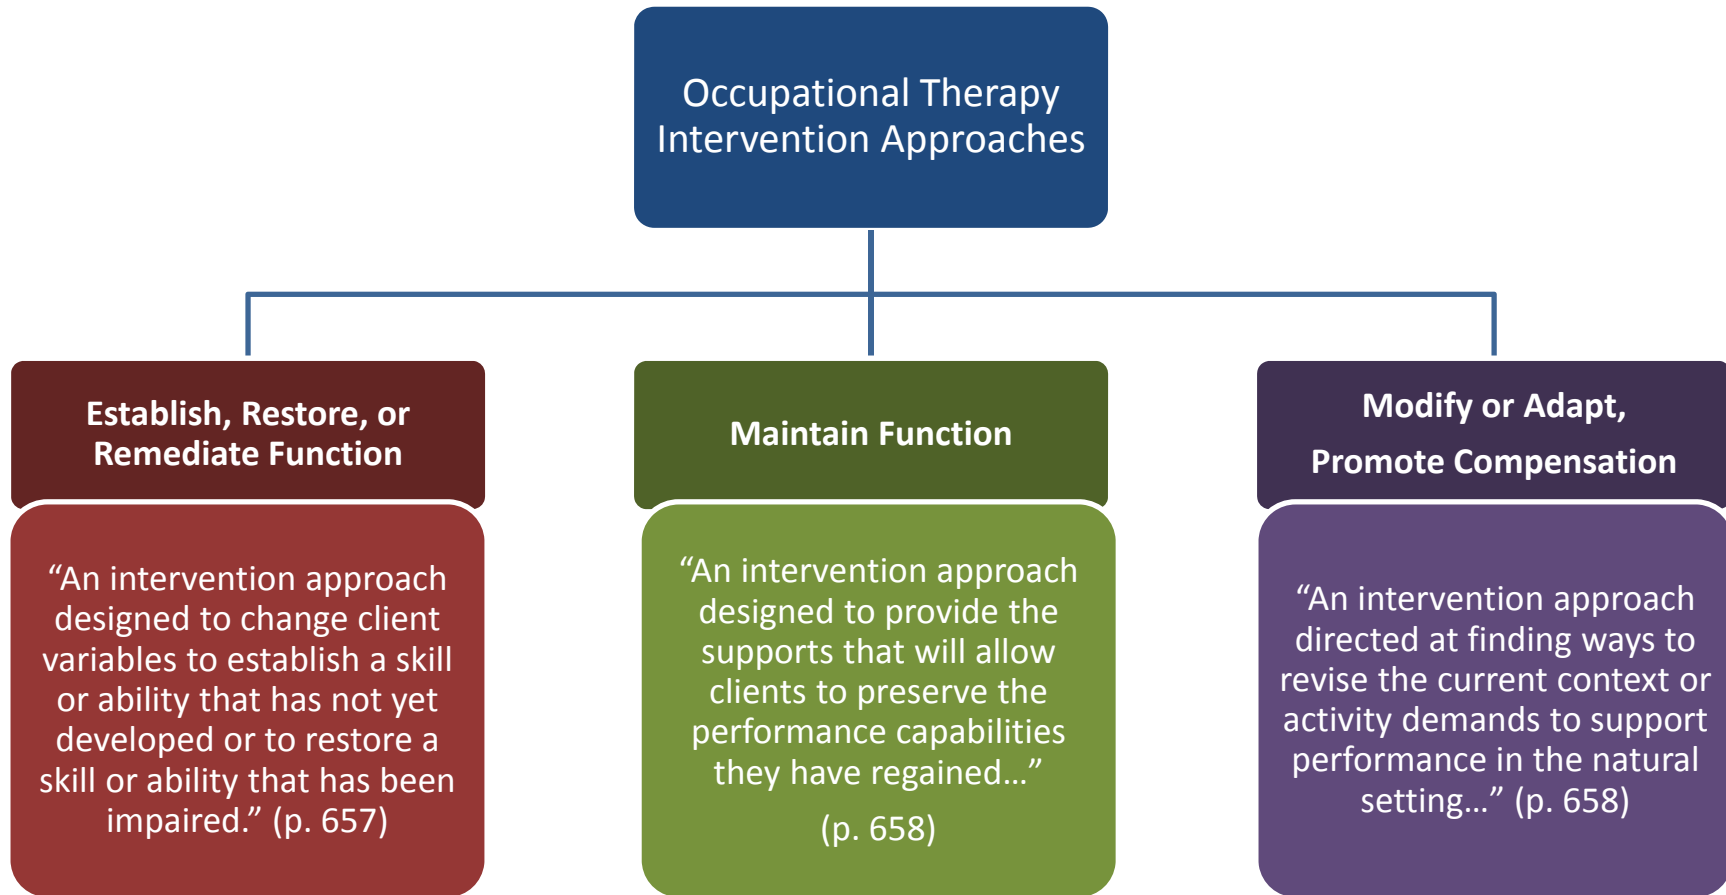 Occupational Therapy
Intervention Approaches
Establish, Restore, or
Remediate Function
“An intervention approach
designed to change client
variables to establish a skill
or ability that has not yet
developed or to restore a
skill or ability that has been
impaired.” (p. 657)
Maintain Function
“An intervention approach
designed to provide the
supports that will allow
clients to preserve the
performance capabilities
they have regained…”
(p. 658)
Modify or Adapt,
Promote Compensation
“An intervention approach
directed at finding ways to
revise the current context or
activity demands to support
performance in the natural
setting…” (p. 658)